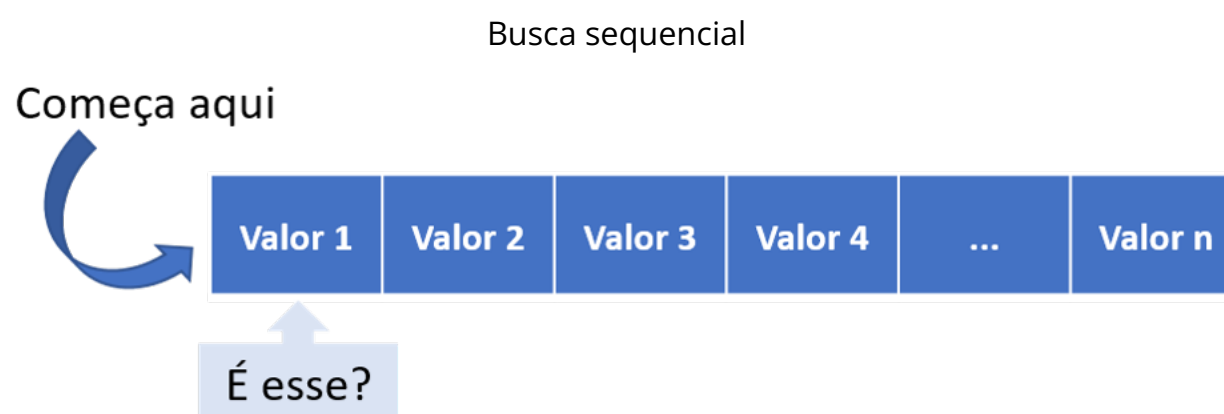 Busca sequencial
Começa aqui
Valor 1 Valor 2 Valor 3 Valor 4 ... Valor n
É esse?